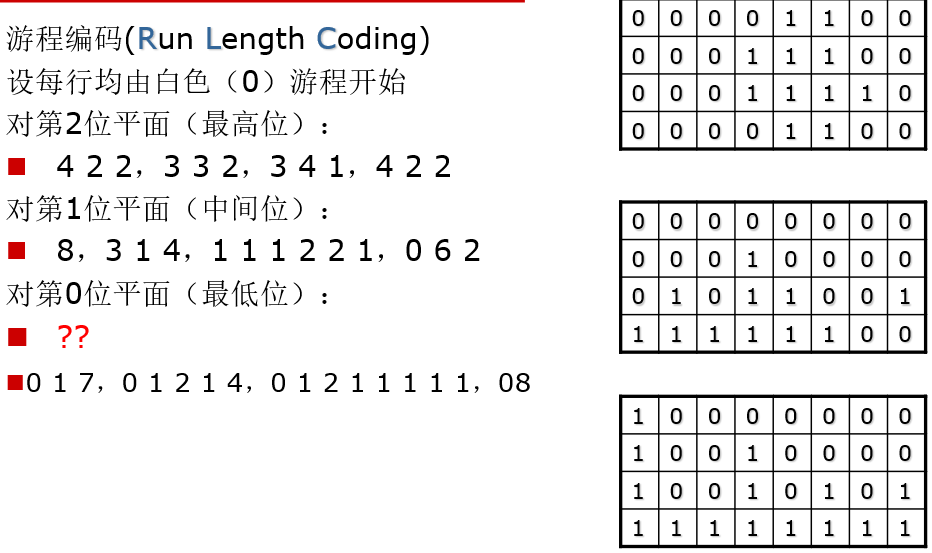 游程编码(Run Length Coding)
设每行均由白色（0）游程开始
对第2位平面（最高位）：
4 2 2，3 3 2，3 4 1，4 2 2
对第1位平面（中间位）：
8，3 1 4，1 1 1 2 2 1，0 6 2
对第0位平面（最低位）：
??
0 1 7，0 1 2 1 4，0 1 2 1 1 1 1 1，08
0 0 0 0 1 1 0 0
0 0 0 1 1 1 0 0
0 0 0 1 1 1 1 0
0 0 0 0 1 1 0 0
0 0 0 0 0 0 0 0
0 0 0 1 0 0 0 0
0 1 0 1 1 0 0 1
1 1 1 1 1 1 0 0
1 0 0 0 0 0 0 0
1 0 0 1 0 0 0 0
1 0 0 1 0 1 0 1
1 1 1 1 1 1 1 1